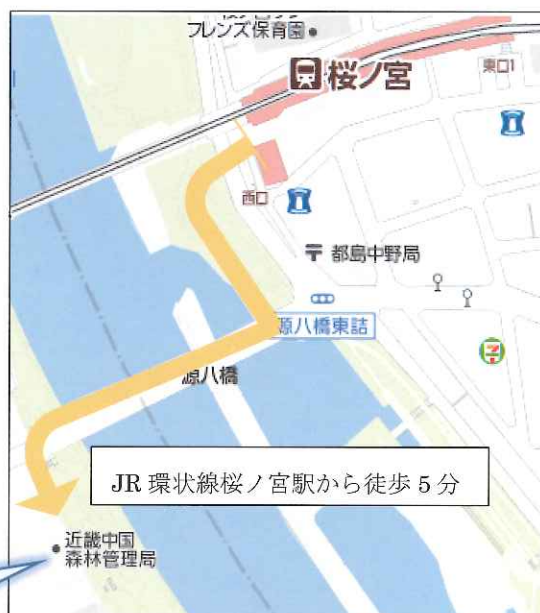 フレンズ保育園
桜ノ宮
東口1
西口
都島中野局
源八橋東詰
源八橋
JR 環状線桜ノ宮駅から徒歩5分
近畿中国
森林管理局